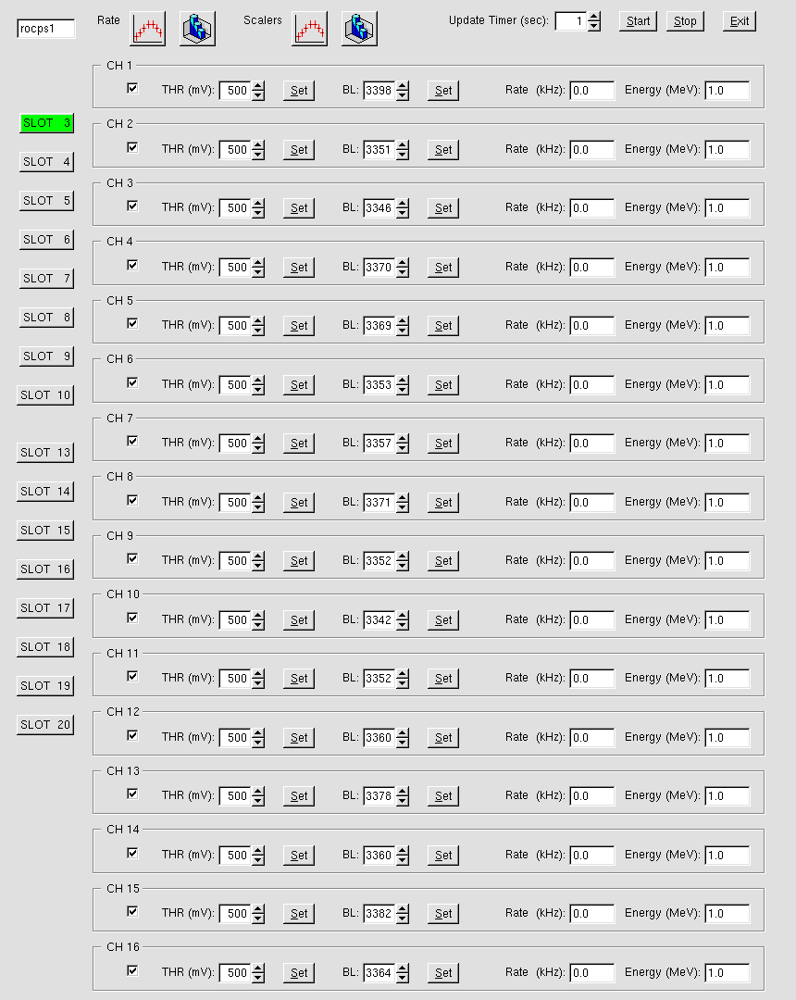 rocps1 Rate Scalers Update Timer (sec): 1 Start Stop Exit
CH 1
THR (mV): 500 Set BL: 3398 Set Rate (kHz): 0.0 Energy (MeV): 1.0
SLOT 3
CH 2
THR (mV): 500 Set BL: 3351 Set Rate (kHz): 0.0 Energy (MeV): 1.0
SLOT 4
CH 3
SLOT 5
THR (mV): 500 Set BL: 3346 Set Rate (kHz): 0.0 Energy (MeV): 1.0
SLOT 6
CH 4
THR (mV): 500 Set BL: 3370 Set Rate (kHz): 0.0 Energy (MeV): 1.0
SLOT 7
CH 5
SLOT 8
THR (mV): 500 Set BL: 3369 Set Rate (kHz): 0.0 Energy (MeV): 1.0
SLOT 9
CH 6
THR (mV): 500 Set BL: 3353 Set Rate (kHz): 0.0 Energy (MeV): 1.0
SLOT 10
CH 7
THR (mV): 500 Set BL: 3357 Set Rate (kHz): 0.0 Energy (MeV): 1.0
SLOT 13
CH 8
SLOT 14
THR (mV): 500 Set BL: 3371 Set Rate (kHz): 0.0 Energy (MeV): 1.0
SLOT 15
CH 9
THR (mV): 500 Set BL: 3352 Set Rate (kHz): 0.0 Energy (MeV): 1.0
SLOT 16
CH 10
SLOT 17
THR (mV): 500 Set BL: 3342 Set Rate (kHz): 0.0 Energy (MeV): 1.0
SLOT 18
CH 11
THR (mV): 500 Set BL: 3352 Set Rate (kHz): 0.0 Energy (MeV): 1.0
SLOT 19
CH 12
SLOT 20
THR (mV): 500 Set BL: 3360 Set Rate (kHz): 0.0 Energy (MeV): 1.0
CH 13
THR (mV): 500 Set BL: 3378 Set Rate (kHz): 0.0 Energy (MeV): 1.0
CH 14
THR (mV): 500 Set BL: 3360 Set Rate (kHz): 0.0 Energy (MeV): 1.0
CH 15
THR (mV): 500 Set BL: 3382 Set Rate (kHz): 0.0 Energy (MeV): 1.0
CH 16
THR (mV): 500 Set BL: 3364 Set Rate (kHz): 0.0 Energy (MeV): 1.0